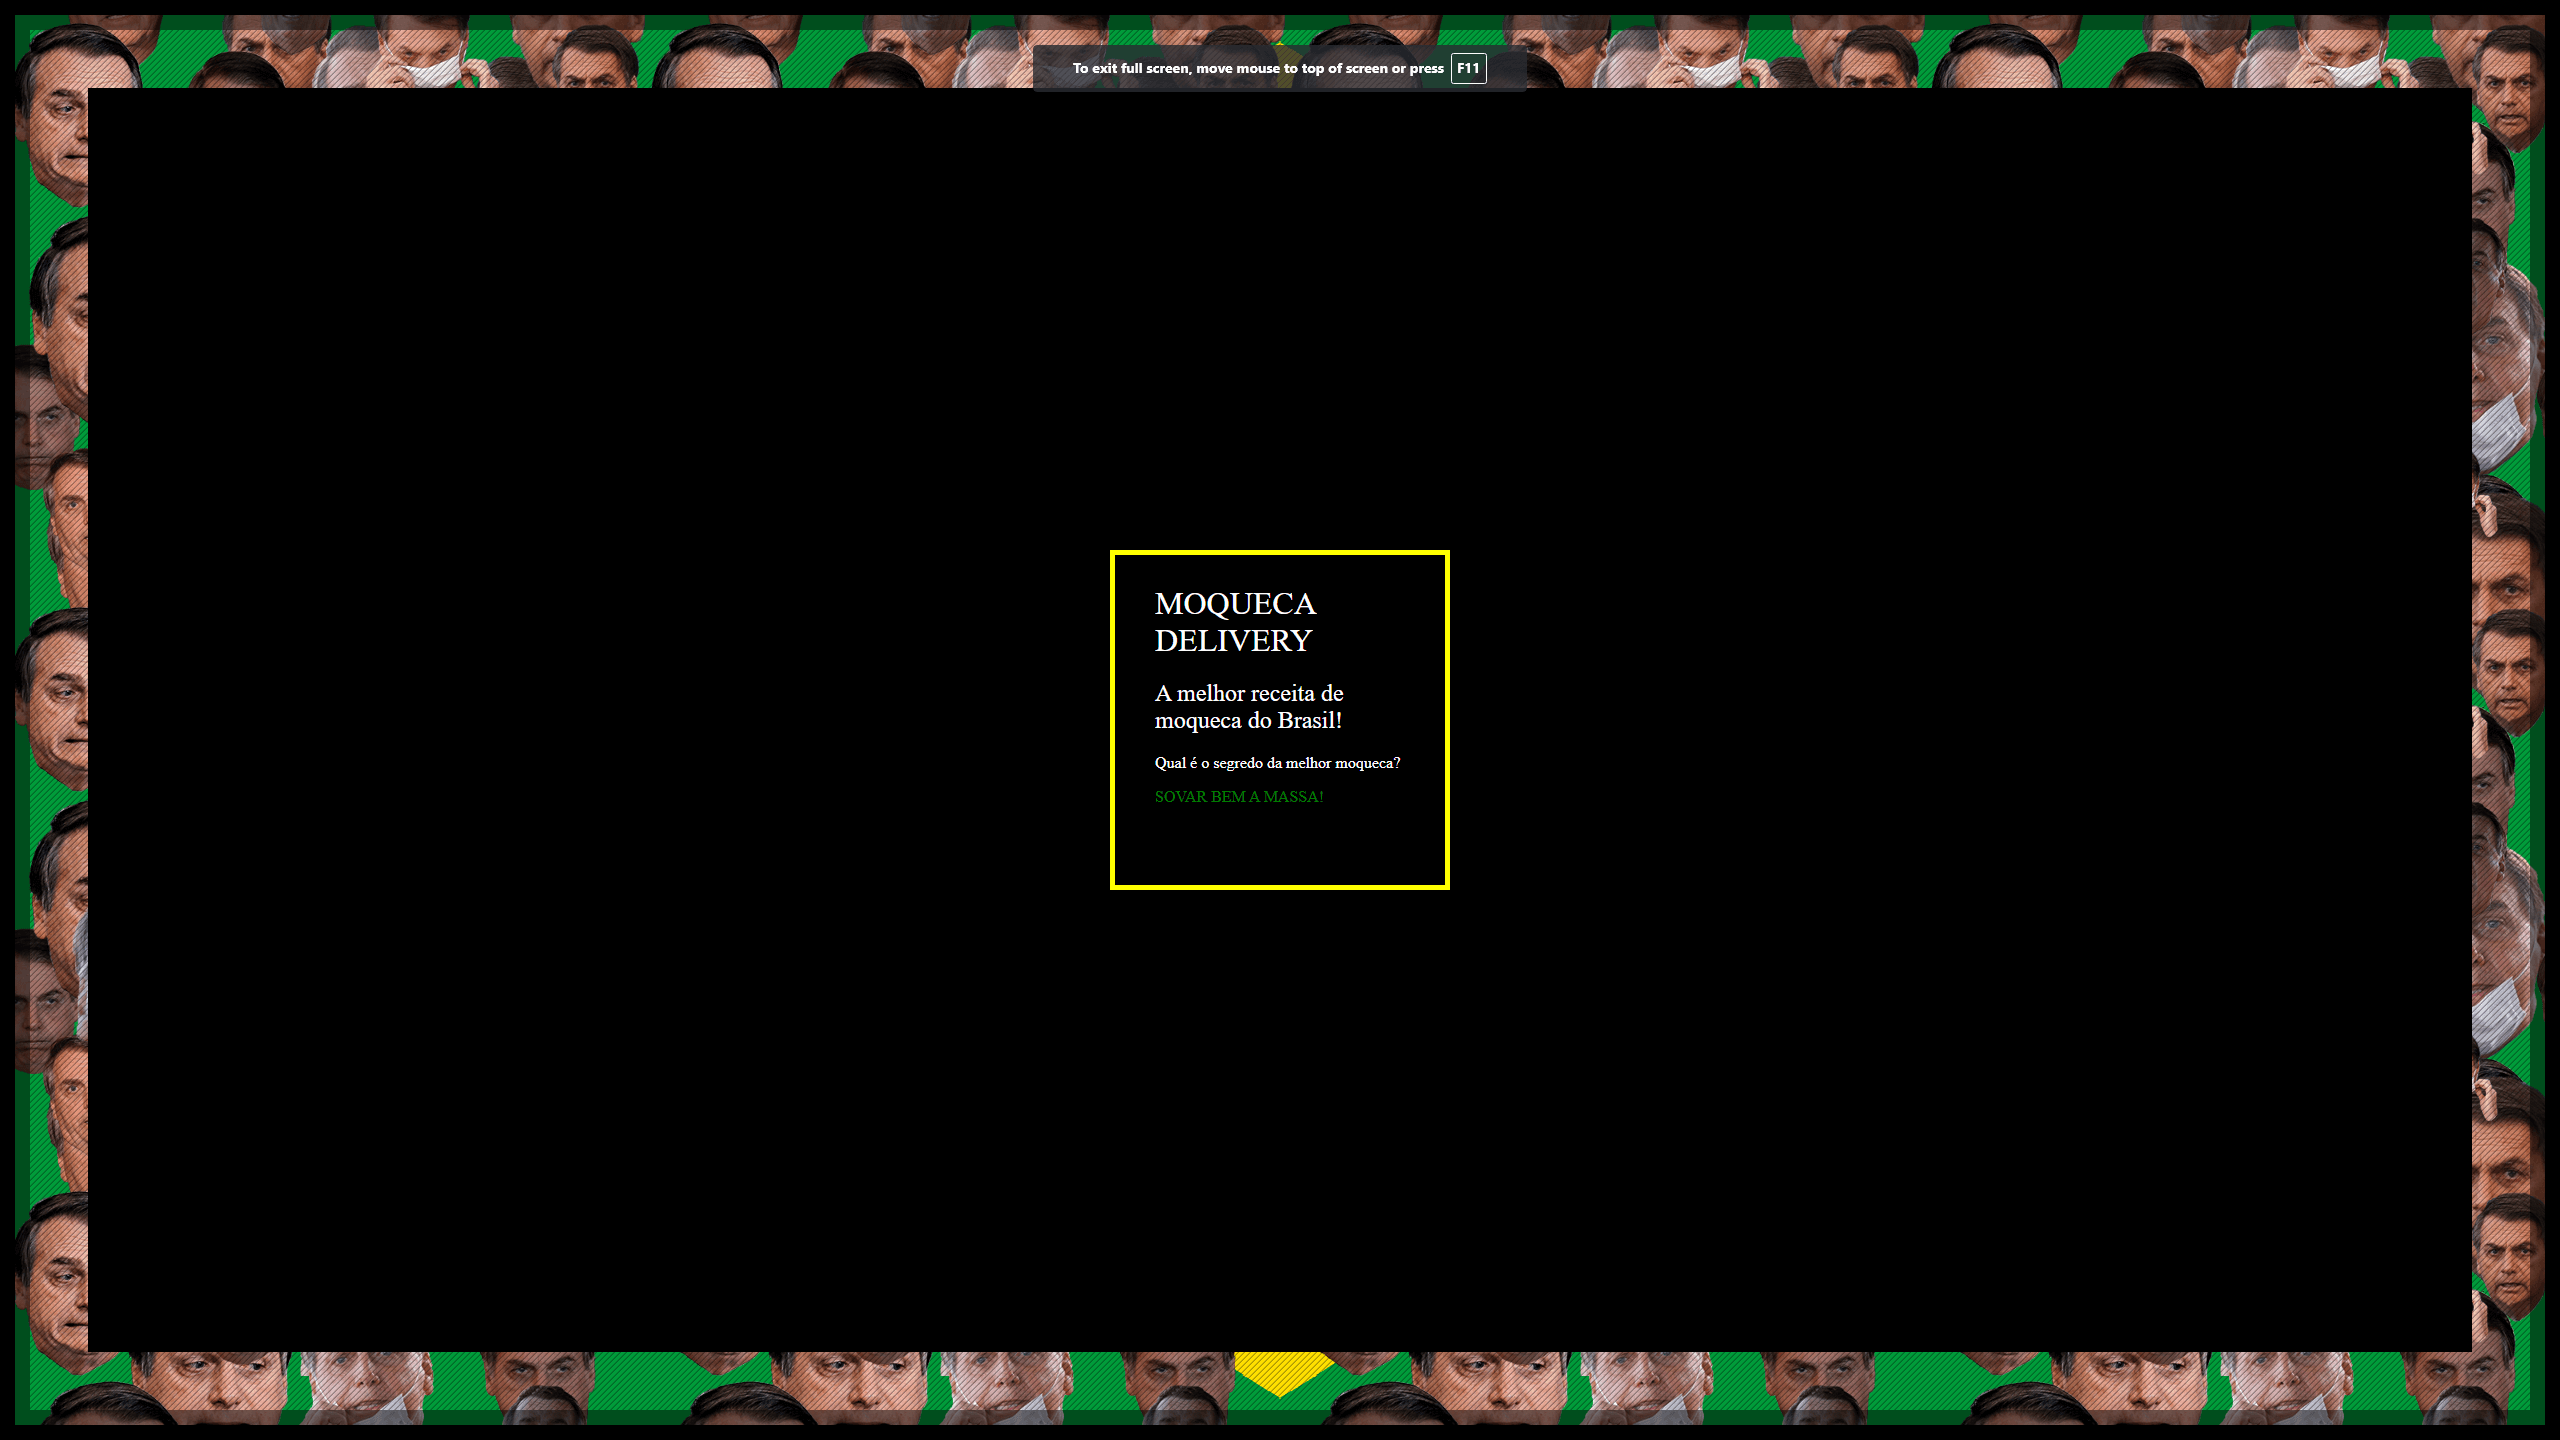 To exit full screen, move mouse to top of screen or press F11
MOQUECA
DELIVERY
A melhor receita de
moqueca do Brasil!
Qual é o segredo da melhor moqueca?
SOVAR BEM A MASSA!